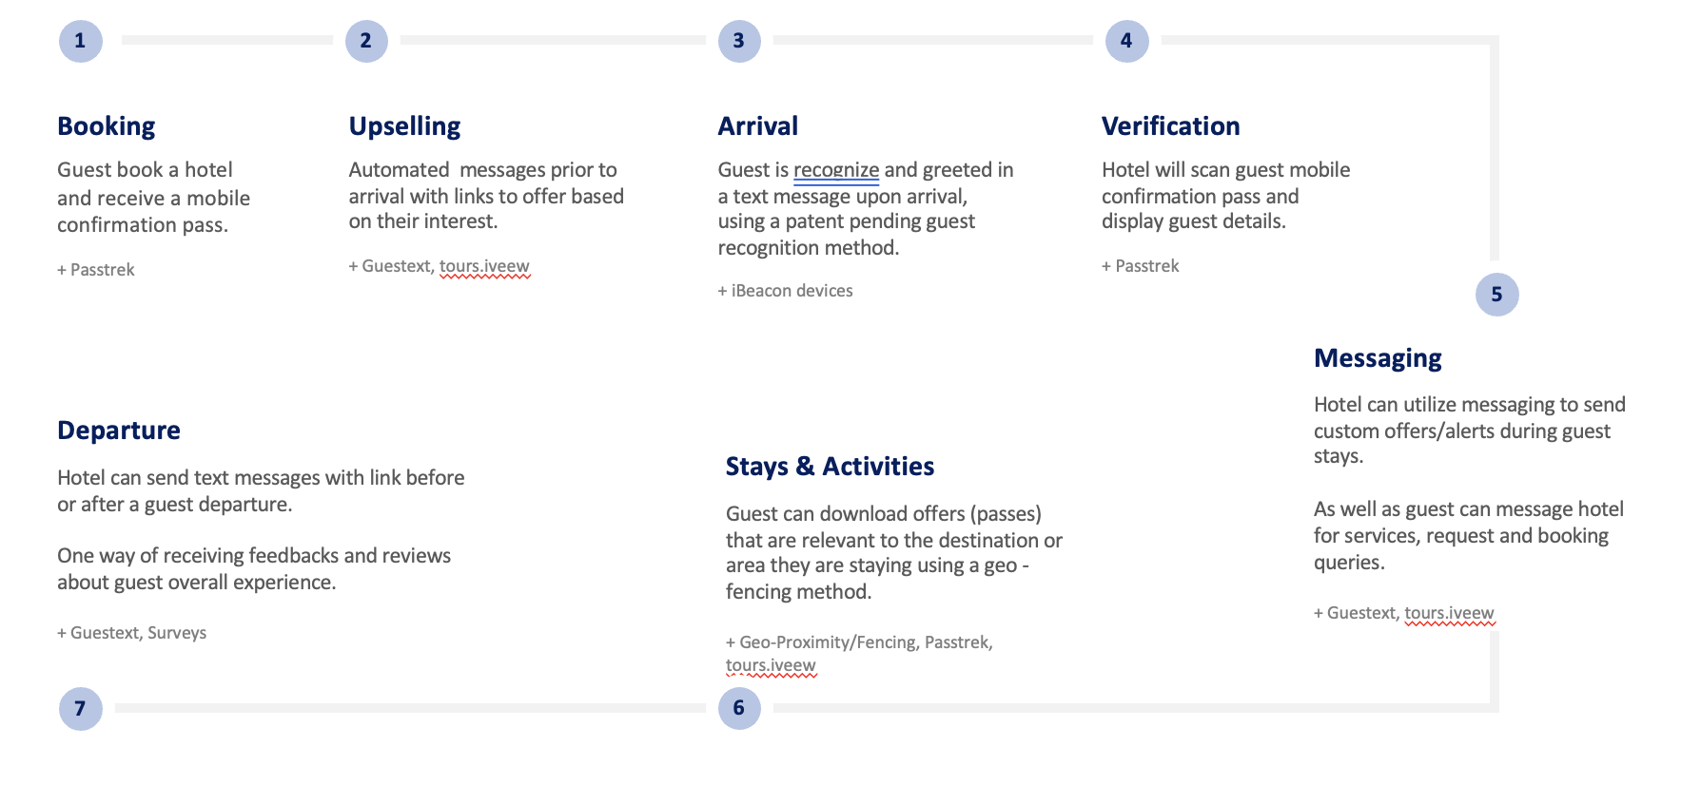 1
2
3
4
Booking
Guest book a hotel
and receive a mobile
confirmation pass.
+ Passtrek
Upselling
Automated  messages prior to
arrival with links to offer based
on their interest.
+ Guestext, tours.iveew
Arrival
Guest is recognize and greeted in
a text message upon arrival,
using a patent pending guest
recognition method.
+ iBeacon devices
Verification
Hotel will scan guest mobile
confirmation pass and
display guest details.
+ Passtrek
5
Messaging
Hotel can utilize messaging to send
custom offers/alerts during guest
stays.
As well as guest can message hotel
for services, request and booking
queries.
+ Guestext, tours.iveew
Stays & Activities
Guest can download offers (passes)
that are relevant to the destination or
area they are staying using a geo -
fencing method.
+ Geo-Proximity/Fencing, Passtrek,
tours.iveew
6
Departure
Hotel can send text messages with link before
or after a guest departure.
One way of receiving feedbacks and reviews
about guest overall experience.
+ Guestext, Surveys
7